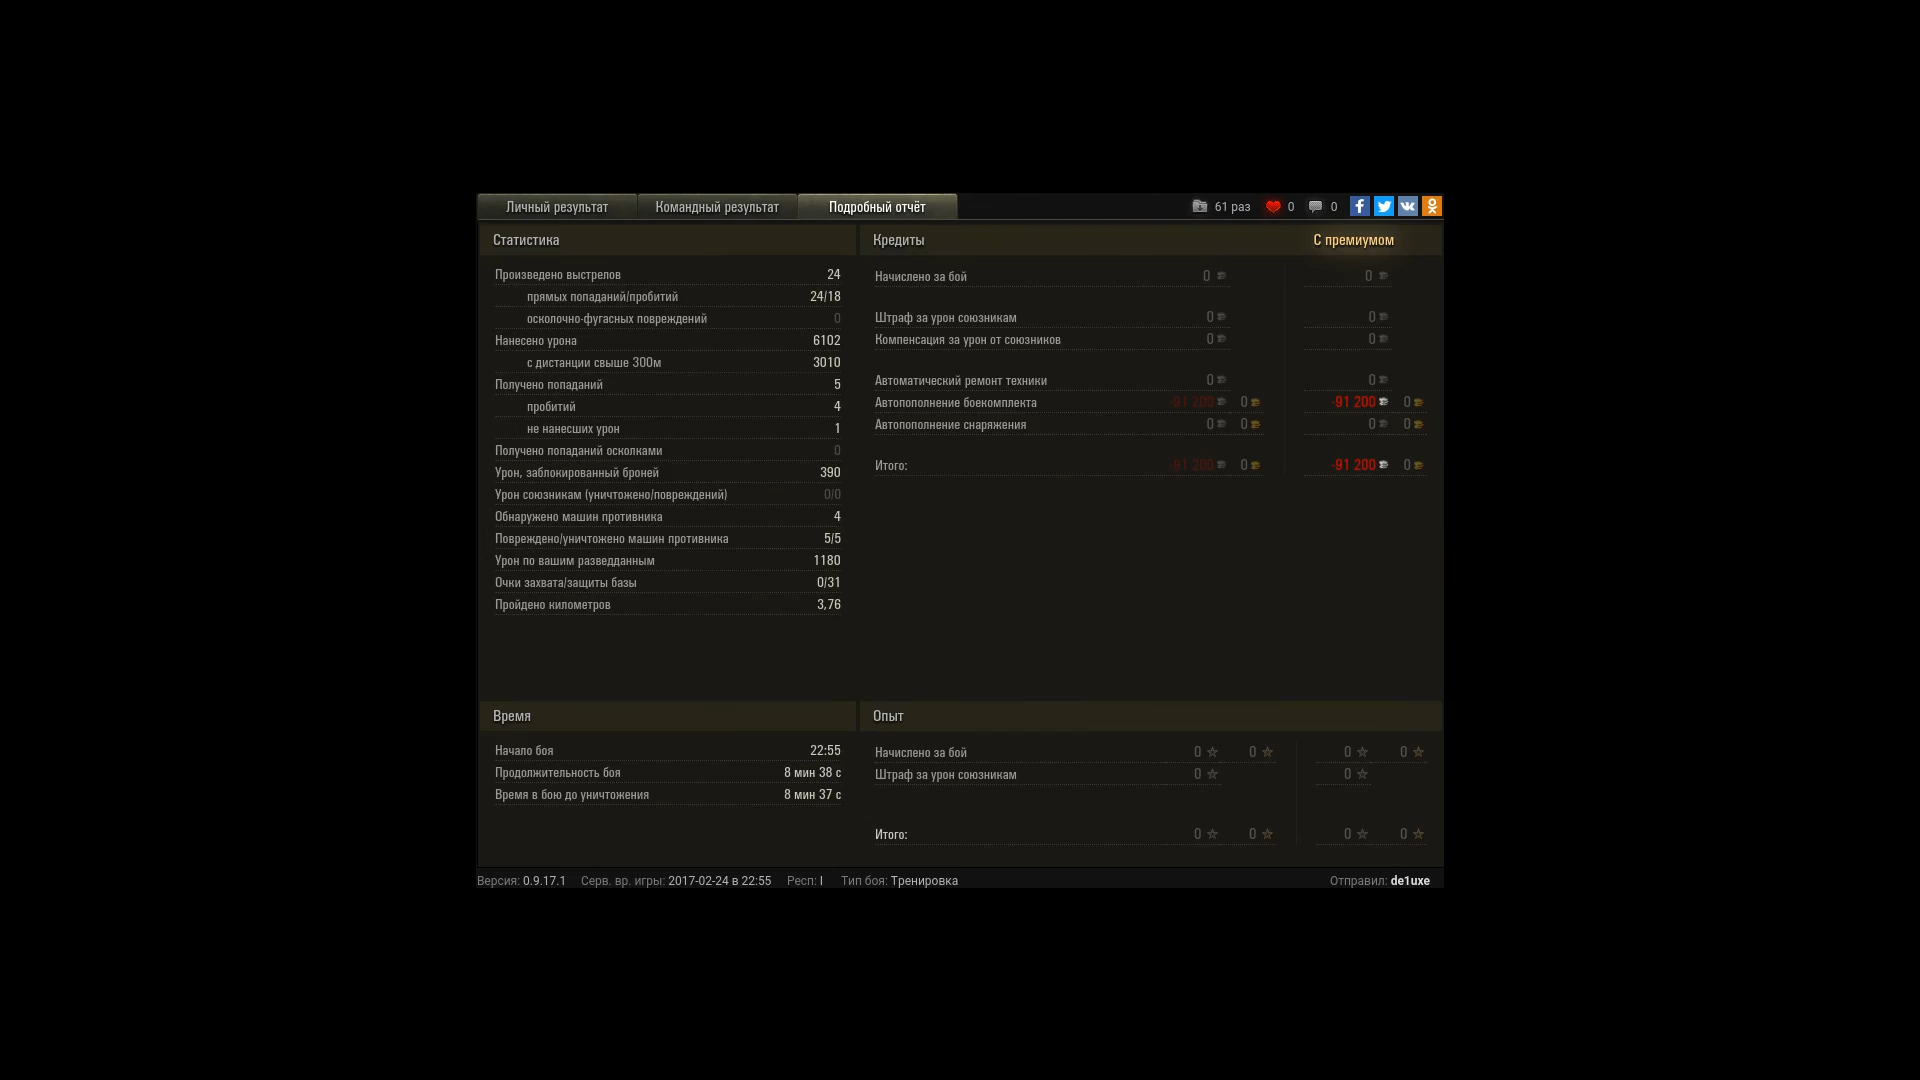 Личный результат Командный результат Подробный отчёт 61 раз 0 0
Статистика
Произведено выстрелов 24
прямых попаданий/пробитий 24/18
осколочно-фугасных повреждений 0
Нанесено урона 6102
с дистанции свыше 300м 3010
Получено попаданий 5
пробитий 4
не нанесших урон 1
Получено попаданий осколками 0
Урон, заблокированный броней 390
Урон союзникам (уничтожено/повреждений) 0/0
Обнаружено машин противника 4
Повреждено/уничтожено машин противника 5/5
Урон по вашим разведданным 1180
Очки захвата/защиты базы 0/31
Пройдено километров 3,76
Кредиты С премиумом
Начислено за бой 0 0
Штраф за урон союзникам 0 0
Компенсация за урон от союзников 0 0
Автоматический ремонт техники 0 0
Автопополнение боекомплекта -91 200 0 -91 200 0
Автопополнение снаряжения 0 0 0 0
Итого: -91 200 0 -91 200 0
Время
Начало боя 22:55
Продолжительность боя 8 мин 38 с
Время в бою до уничтожения 8 мин 37 с
Опыт
Начислено за бой 0 0 0 0
Штраф за урон союзникам 0 0
Итого: 0 0 0 0
Версия: 0.9.17.1 Серв. вр. игры: 2017-02-24 в 22:55 Респ: I Тип боя: Тренировка Отправил: de1uxe